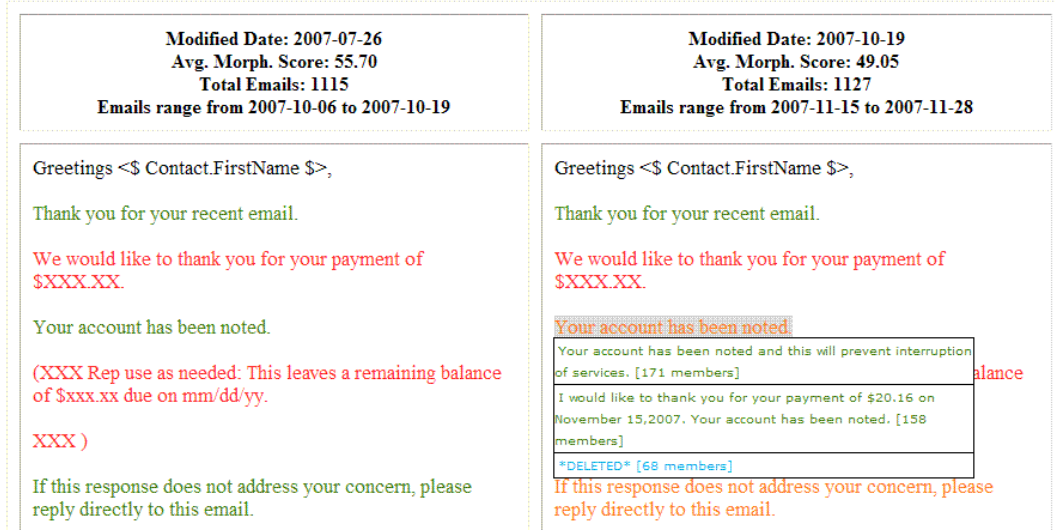 Modified Date: 2007-07-26
Avg. Morph. Score: 55.70
Total Emails: 1115
Emails range from 2007-10-06 to 2007-10-19
Greetings <$ Contact.FirstName $>,
Thank you for your recent email.
We would like to thank you for your payment of
$XXX.XX.
Your account has been noted.
(XXX Rep use as needed: This leaves a remaining balance
of $xxx.xx due on mm/dd/yy.
XXX )
If this response does not address your concern, please
reply directly to this email.
Modified Date: 2007-10-19
Avg. Morph. Score: 49.05
Total Emails: 1127
Emails range from 2007-11-15 to 2007-11-28
Greetings <$ Contact.FirstName $>,
Thank you for your recent email.
We would like to thank you for your payment of
$XXX.XX.
Your account has been noted.
Your account has been noted and this will prevent interruption
of services. [171 members]
I would like to thank you for your payment of $20.16 on
November 15,2007. Your account has been noted. [158
members]
*DELETED* [68 members]
If this response does not address your concern, please
reply directly to this email.